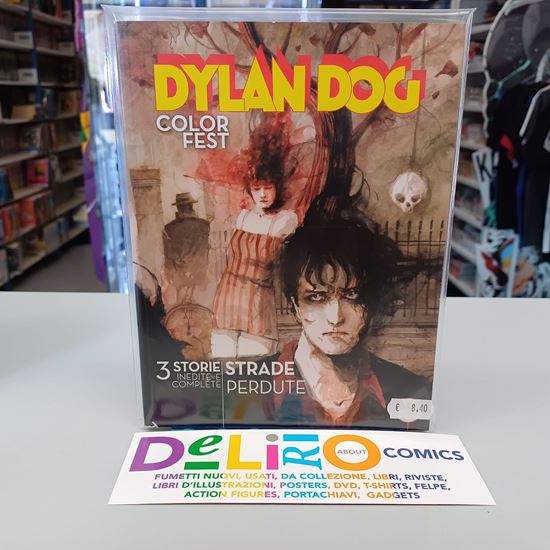 DYLAN DOG
COLOR
FEST
3 STORIE
INEDITE E
COMPLETE
STRADE
PERDUTE
€ 8,40
DeLiRiO ABOUT COMICS
FUMETTI NUOVI, USATI, DA COLLEZIONE, LIBRI, RIVISTE,
LIBRI D'ILLUSTRAZIONI, POSTERS, DVD, T-SHIRTS, FELPE,
ACTION FIGURES, PORTACHIAVI, GADGETS